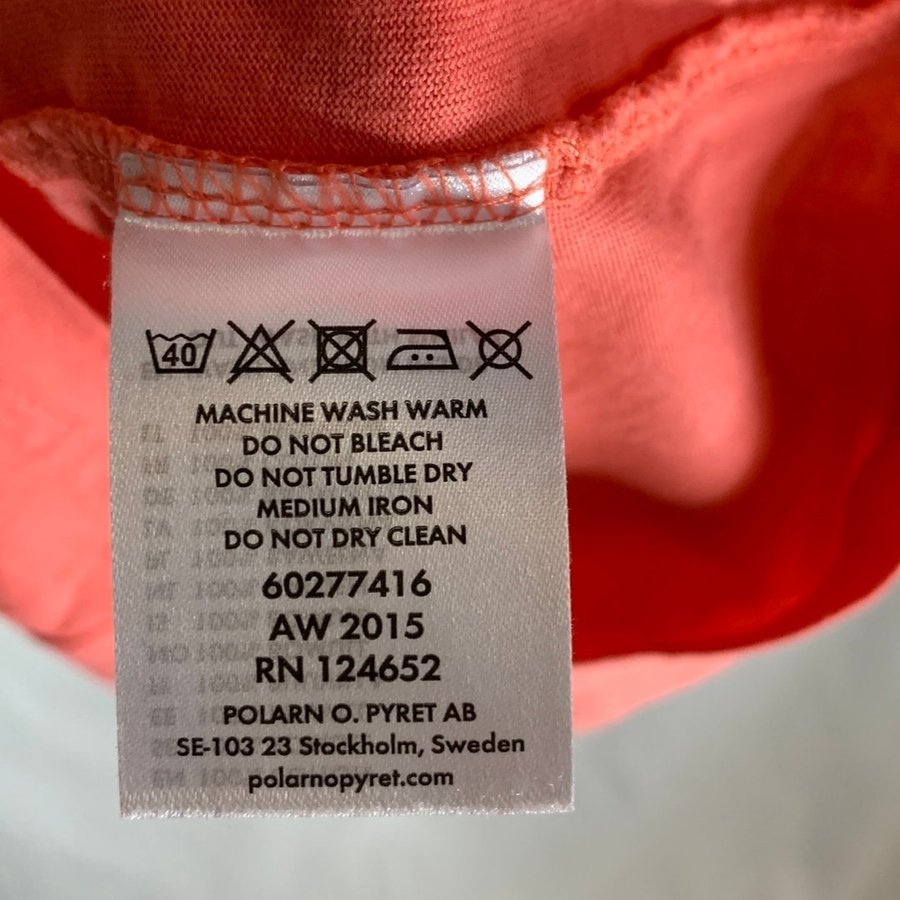 40
MACHINE WASH WARM
DO NOT BLEACH
DO NOT TUMBLE DRY
MEDIUM IRON
DO NOT DRY CLEAN
60277416
AW 2015
RN 124652
POLARN O. PYRET AB
SE-103 23 Stockholm, Sweden
polarnopyret.com